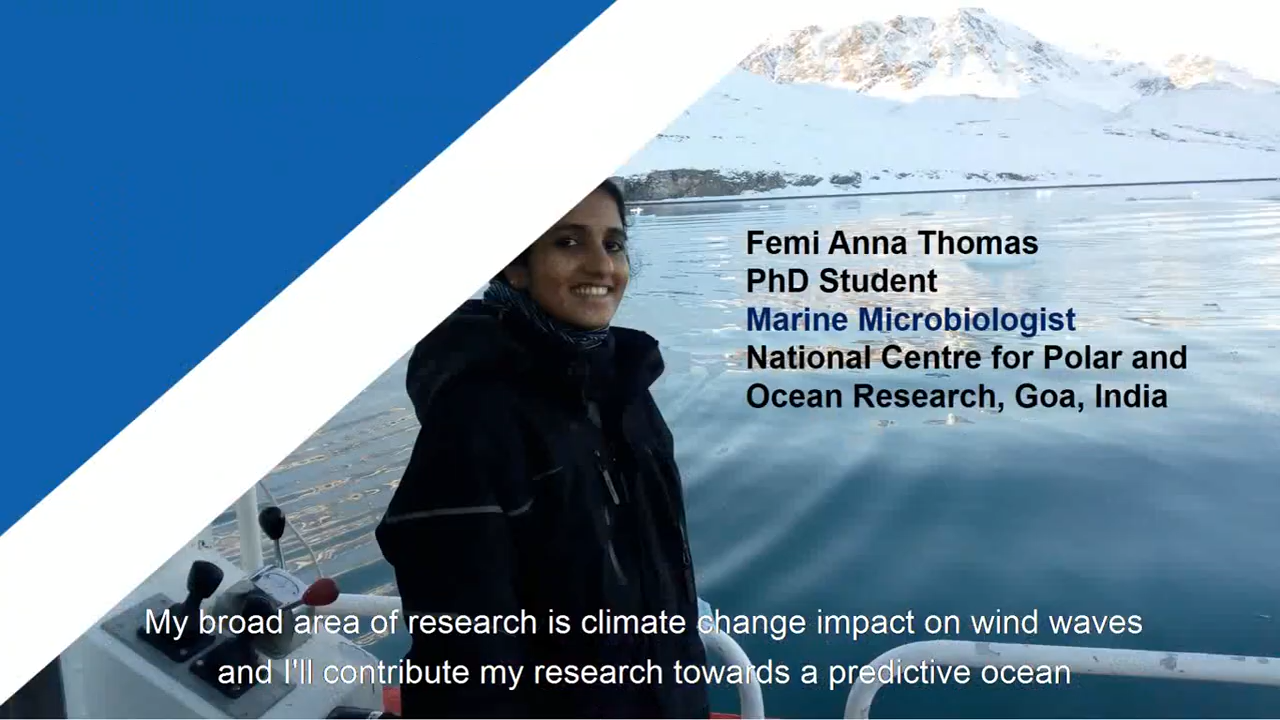 Femi Anna Thomas
PhD Student
Marine Microbiologist
National Centre for Polar and
Ocean Research, Goa, India
My broad area of research is climate change impact on wind waves
and I'll contribute my research towards a predictive ocean